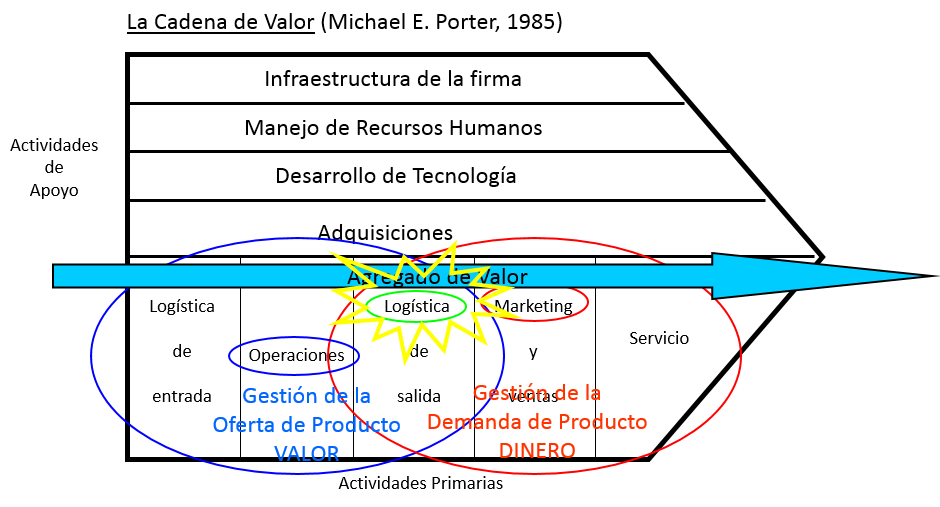 La Cadena de Valor (Michael E. Porter, 1985)
Infraestructura de la firma
Manejo de Recursos Humanos
Desarrollo de Tecnología
Adquisiciones
Actividades
de
Apoyo
Agregado de Valor
Logística
de
entrada
Operaciones
Logística
de
salida
Marketing
y
ventas
Servicio
Gestión de la
Oferta de Producto
VALOR
Gestión de la
Demanda de Producto
DINERO
Actividades Primarias